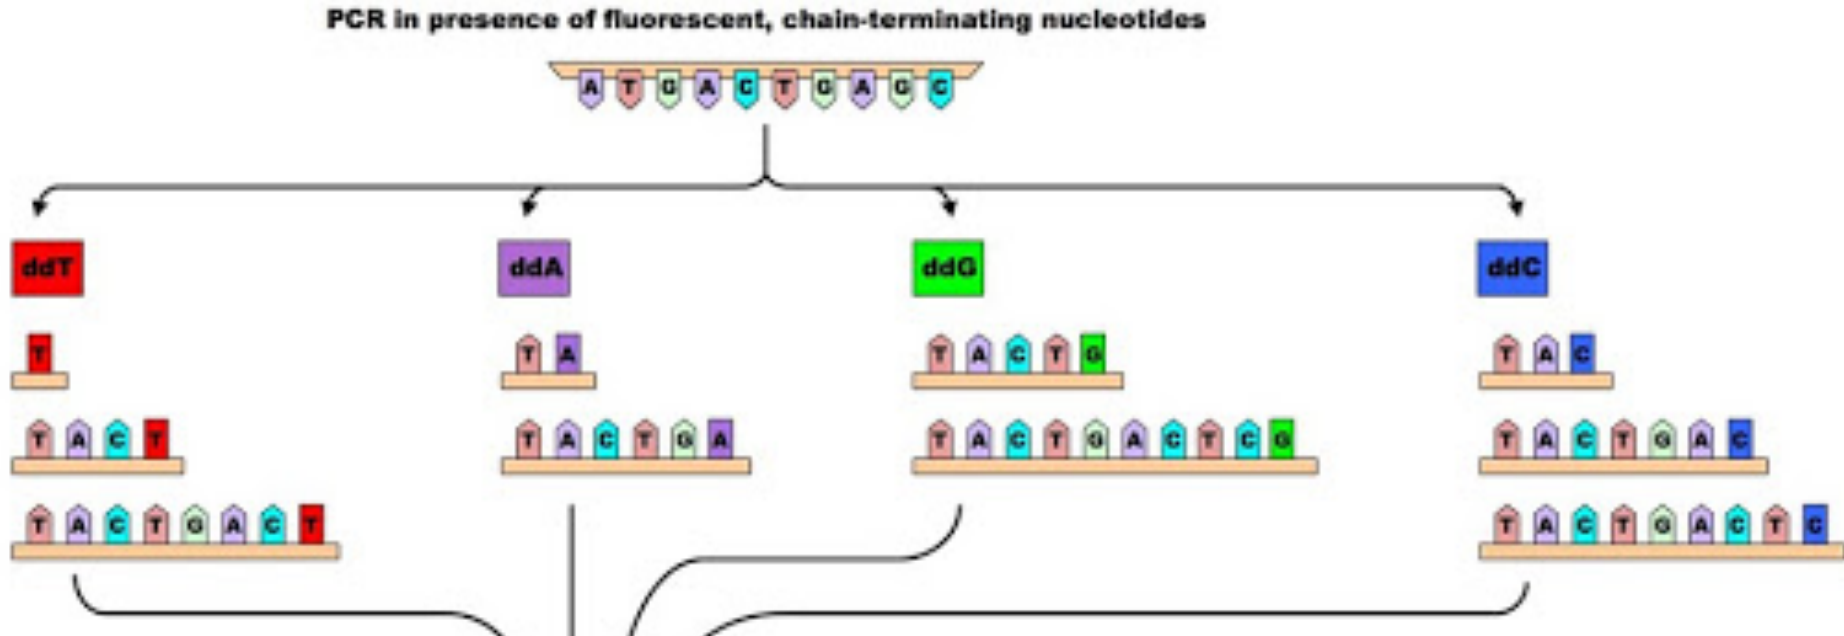 PCR in presence of fluorescent, chain-terminating nucleotides
A T G A C T G A G C
ddT ddA ddG ddC
T T A T A C T G T A C
T A C T T A C T G A T A C T G A C T C G T A C T G A C
T A C T G A C T T A C T G A C T C